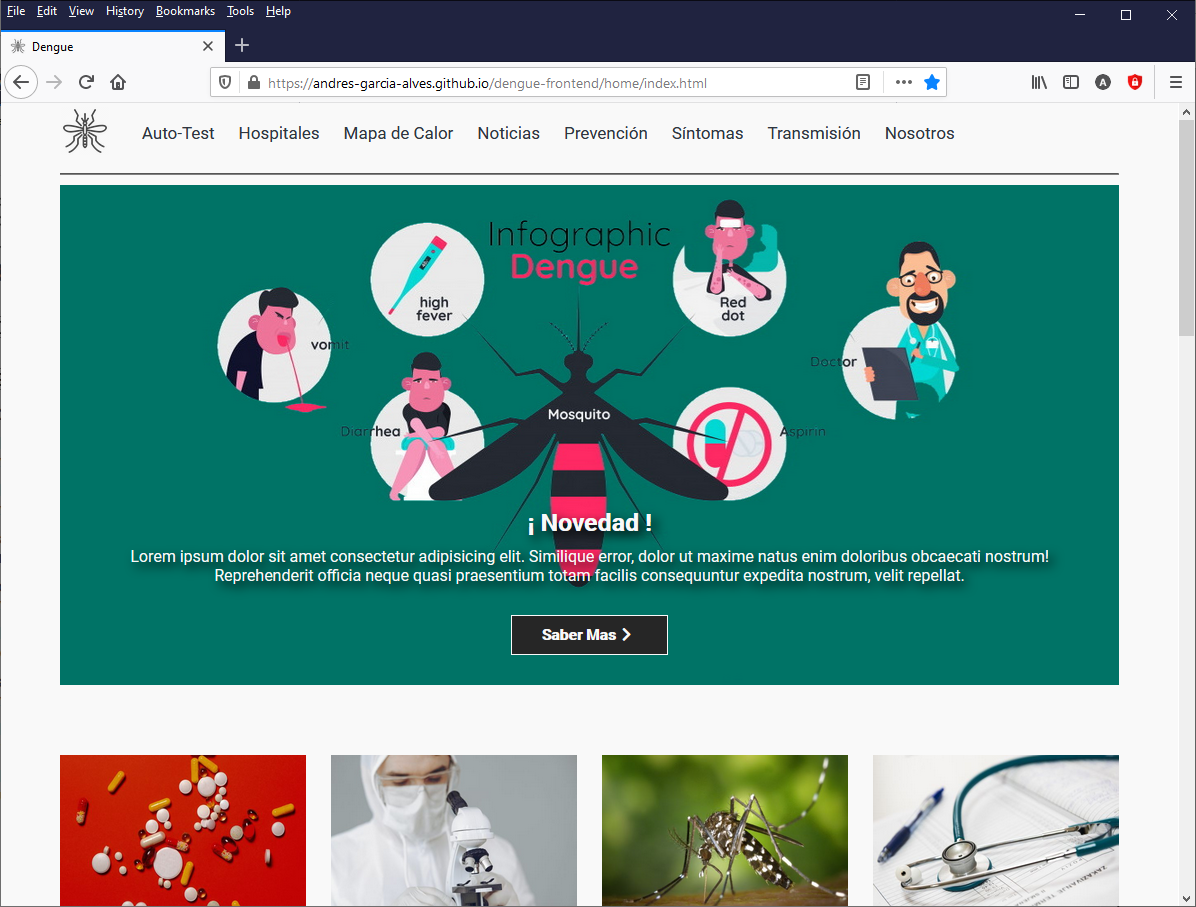 File Edit View History Bookmarks Tools Help
Dengue
https://andres-garcia-alves.github.io/dengue-frontend/home/index.html
A
Auto-Test Hospitales Mapa de Calor Noticias Prevención Síntomas Transmisión Nosotros
Infographic
Dengue
high
fever
Red
dot
vomit
Doctor
Mosquito
Diarrhea
Aspirin
¡ Novedad !
Lorem ipsum dolor sit amet consectetur adipisicing elit. Similique error, dolor ut maxime natus enim doloribus obcaecati nostrum!
Reprehenderit officia neque quasi praesentium totam facilis consequuntur expedita nostrum, velit repellat.
Saber Mas